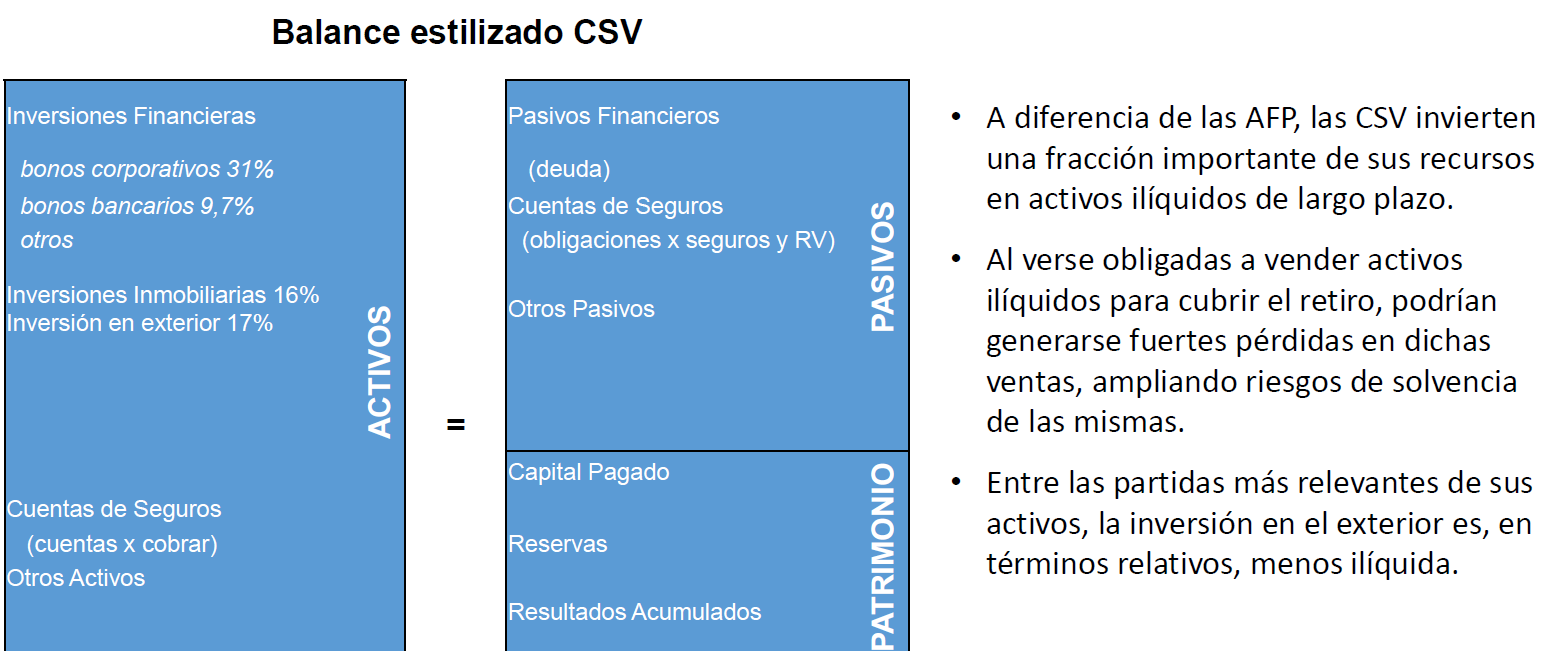 Balance estilizado CSV
Inversiones Financieras
bonos corporativos 31%
bonos bancarios 9,7%
otros
Inversiones Inmobiliarias 16%
Inversión en exterior 17%
Cuentas de Seguros
(cuentas x cobrar)
Otros Activos
ACTIVOS
=
Pasivos Financieros
(deuda)
Cuentas de Seguros
(obligaciones x seguros y RV)
Otros Pasivos
PASIVOS
Capital Pagado
Reservas
Resultados Acumulados
PATRIMONIO
• A diferencia de las AFP, las CSV invierten
una fracción importante de sus recursos
en activos ilíquidos de largo plazo.
• Al verse obligadas a vender activos
ilíquidos para cubrir el retiro, podrían
generarse fuertes pérdidas en dichas
ventas, ampliando riesgos de solvencia
de las mismas.
• Entre las partidas más relevantes de sus
activos, la inversión en el exterior es, en
términos relativos, menos ilíquida.